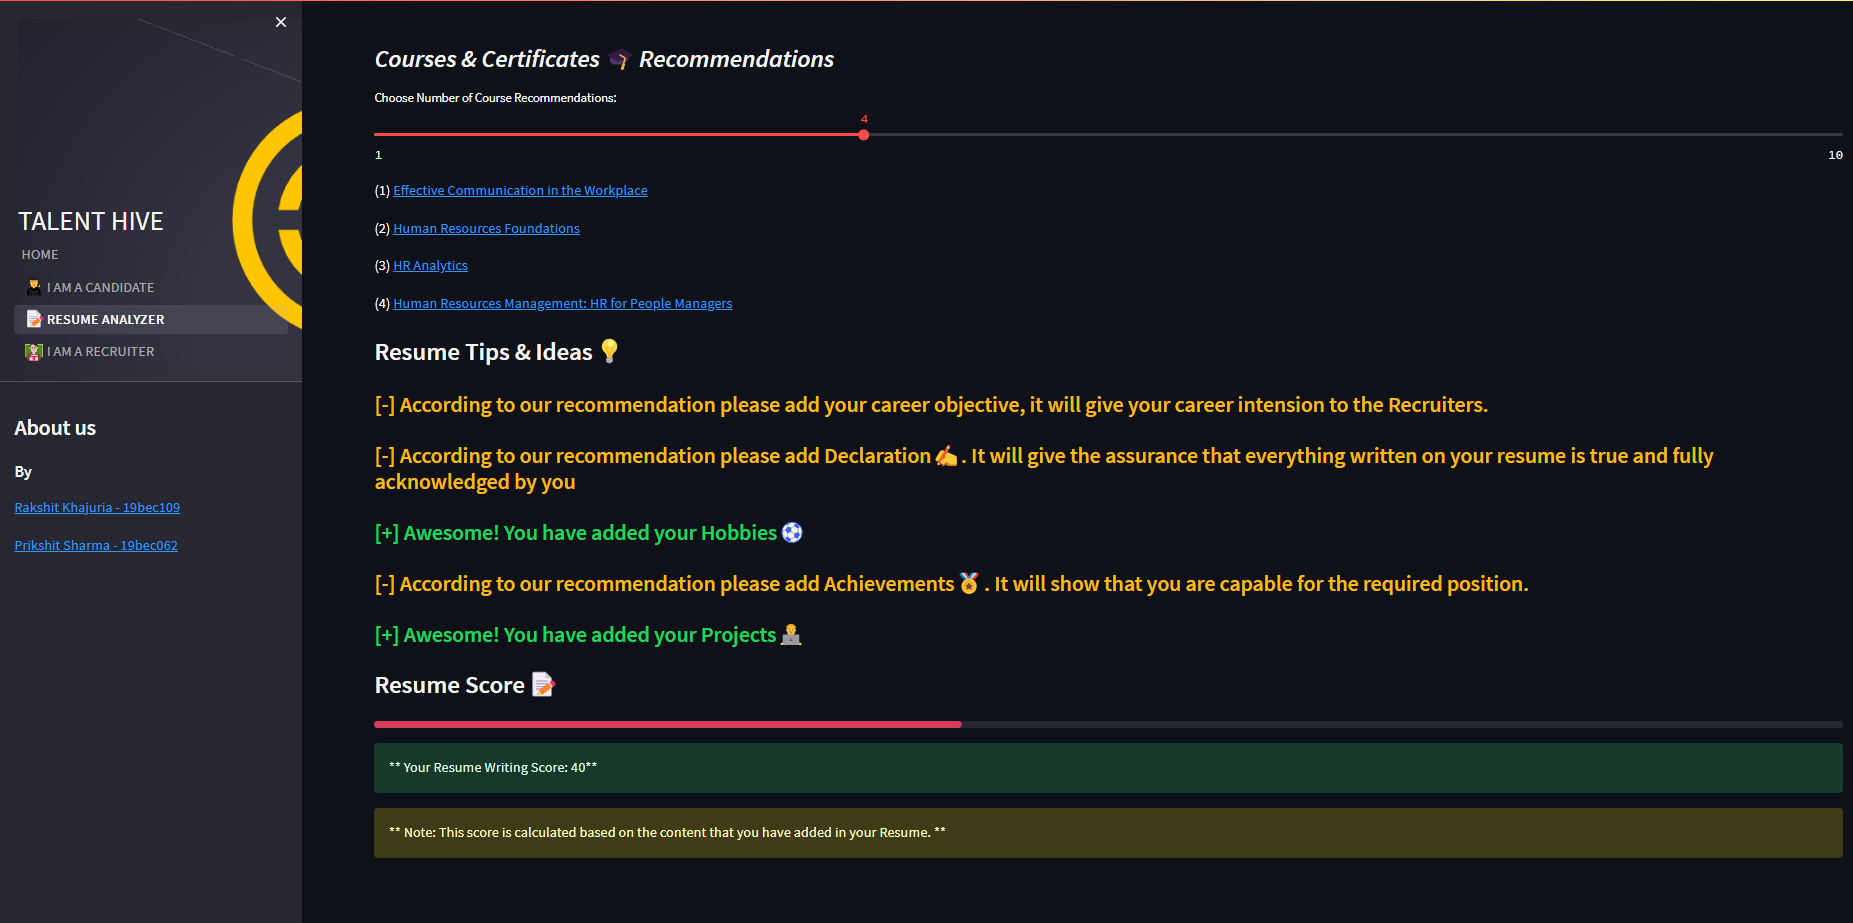 TALENT HIVE
HOME
I AM A CANDIDATE
RESUME ANALYZER
I AM A RECRUITER
About us
By
Rakshit Khajuria - 19bec109
Prikshit Sharma - 19bec062
Courses & Certificates 🎓 Recommendations
Choose Number of Course Recommendations:
4
1
10
(1) Effective Communication in the Workplace
(2) Human Resources Foundations
(3) HR Analytics
(4) Human Resources Management: HR for People Managers
Resume Tips & Ideas 💡
[-] According to our recommendation please add your career objective, it will give your career intension to the Recruiters.
[-] According to our recommendation please add Declaration ✍. It will give the assurance that everything written on your resume is true and fully
acknowledged by you
[+] Awesome! You have added your Hobbies ⚽
[-] According to our recommendation please add Achievements 🏅 . It will show that you are capable for the required position.
[+] Awesome! You have added your Projects 👨‍💻
Resume Score 📝
** Your Resume Writing Score: 40**
** Note: This score is calculated based on the content that you have added in your Resume. **